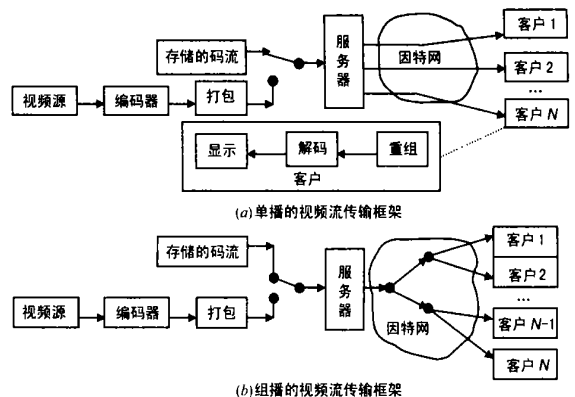 存储的码流
视频源
编码器
打包
服务器
因特网
客户 1
客户 2
...
客户 N
显示
解码
重组
客户
(a)单播的视频流传输框架
存储的码流
视频源
编码器
打包
服务器
因特网
客户 1
客户 2
...
客户 N-1
客户 N
(b)组播的视频流传输框架